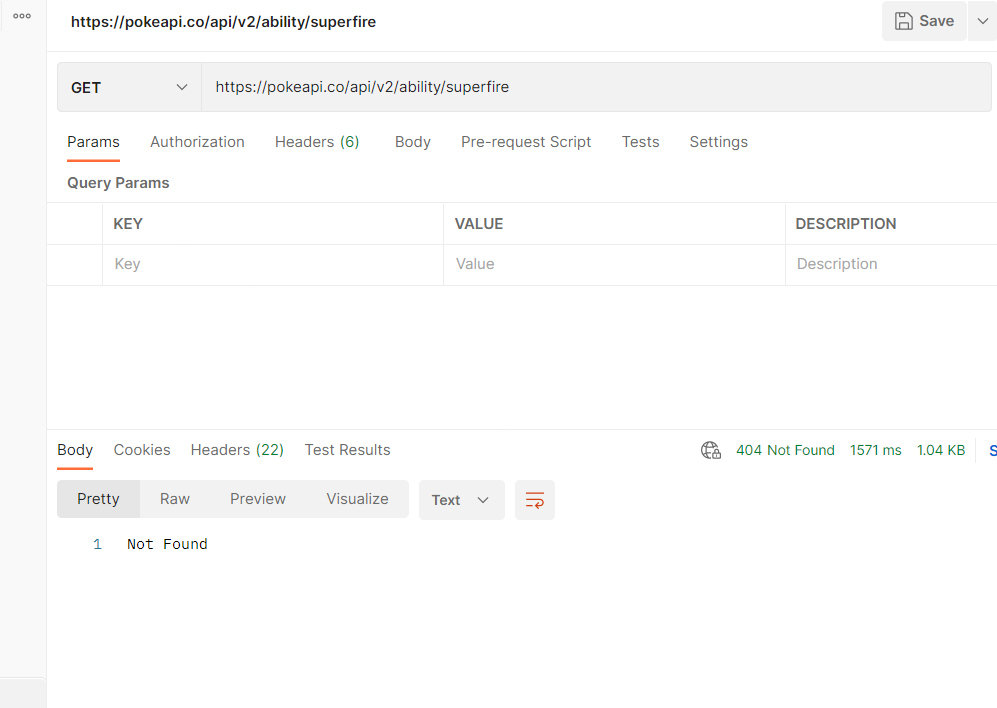 https://pokeapi.co/api/v2/ability/superfire
Save
GET
https://pokeapi.co/api/v2/ability/superfire
Params Authorization Headers (6) Body Pre-request Script Tests Settings
Query Params
KEY VALUE DESCRIPTION
Key Value Description
Body Cookies Headers (22) Test Results 404 Not Found 1571 ms 1.04 KB S
Pretty Raw Preview Visualize Text
1 Not Found